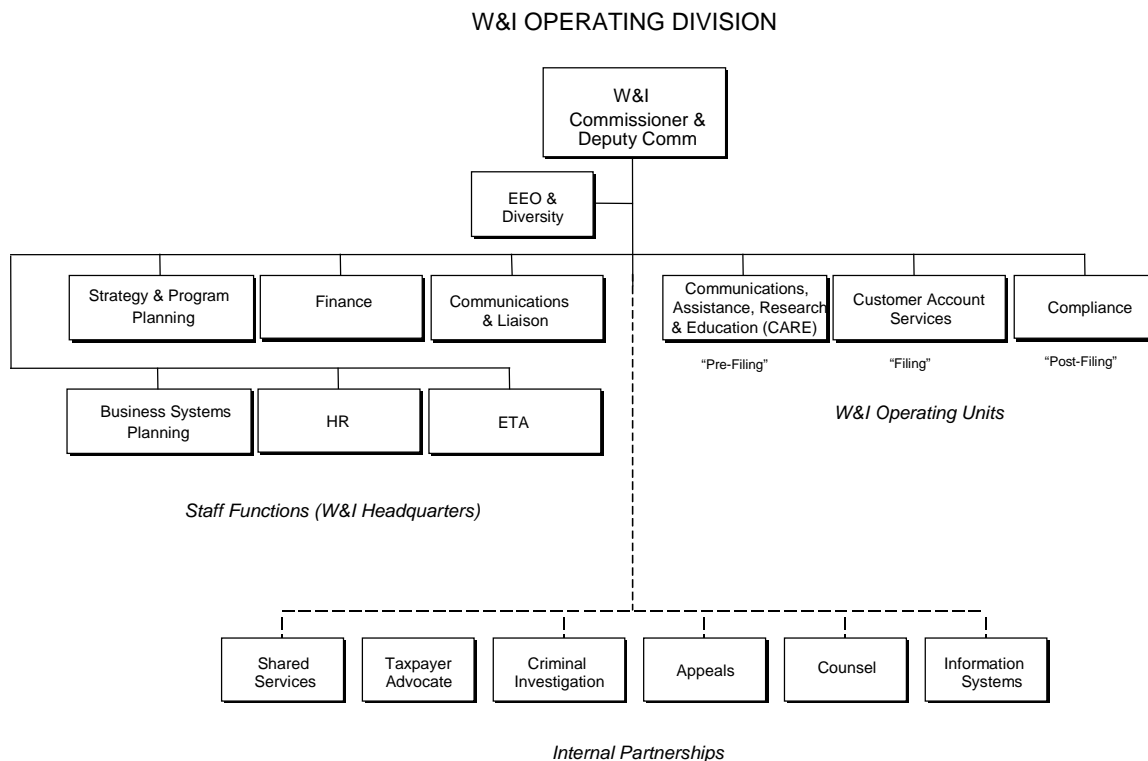 W&I OPERATING DIVISION
W&I
Commissioner &
Deputy Comm
EEO &
Diversity
Strategy & Program
Planning
Finance
Communications
& Liaison
Communications,
Assistance, Research
& Education (CARE)
Customer Account
Services
Compliance
“Pre-Filing”
“Filing”
“Post-Filing”
Business Systems
Planning
HR
ETA
W&I Operating Units
Staff Functions (W&I Headquarters)
Shared
Services
Taxpayer
Advocate
Criminal
Investigation
Appeals
Counsel
Information
Systems
Internal Partnerships